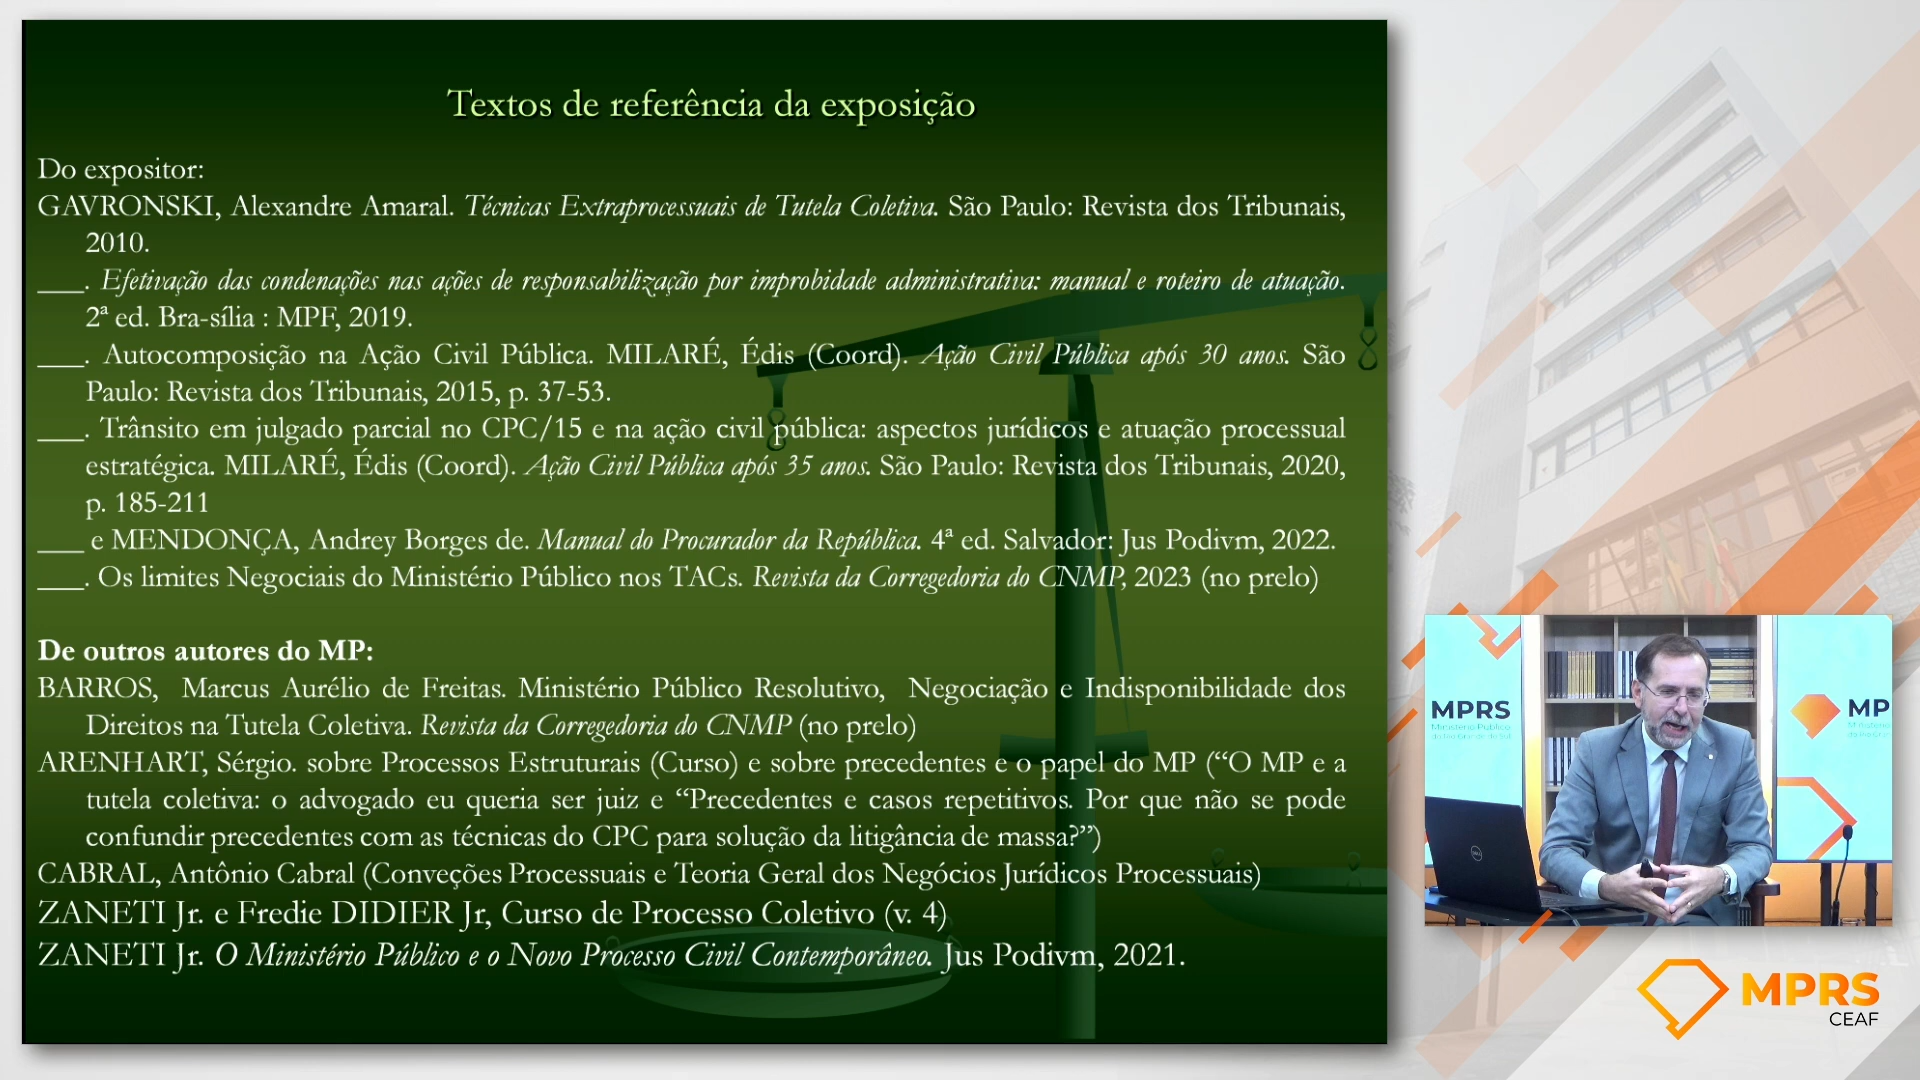 Textos de referência da exposição
Do expositor:
GAVRONSKI, Alexandre Amaral. Técnicas Extraprocessuais de Tutela Coletiva. São Paulo: Revista dos Tribunais,
2010.
___. Efetivação das condenações nas ações de responsabilização por improbidade administrativa: manual e roteiro de atuação.
2ª ed. Bra-sília : MPF, 2019.
___. Autocomposição na Ação Civil Pública. MILARÉ, Édis (Coord). Ação Civil Pública após 30 anos. São
Paulo: Revista dos Tribunais, 2015, p. 37-53.
___. Trânsito em julgado parcial no CPC/15 e na ação civil pública: aspectos jurídicos e atuação processual
estratégica. MILARÉ, Édis (Coord). Ação Civil Pública após 35 anos. São Paulo: Revista dos Tribunais, 2020,
p. 185-211
___ e MENDONÇA, Andrey Borges de. Manual do Procurador da República. 4ª ed. Salvador: Jus Podivm, 2022.
___. Os limites Negociais do Ministério Público nos TACs. Revista da Corregedoria do CNMP, 2023 (no prelo)
De outros autores do MP:
BARROS, Marcus Aurélio de Freitas. Ministério Público Resolutivo, Negociação e Indisponibilidade dos
Direitos na Tutela Coletiva. Revista da Corregedoria do CNMP (no prelo)
ARENHART, Sérgio. sobre Processos Estruturais (Curso) e sobre precedentes e o papel do MP (“O MP e a
tutela coletiva: o advogado eu queria ser juiz e “Precedentes e casos repetitivos. Por que não se pode
confundir precedentes com as técnicas do CPC para solução da litigância de massa?”)
CABRAL, Antônio Cabral (Conveções Processuais e Teoria Geral dos Negócios Jurídicos Processuais)
ZANETI Jr. e Fredie DIDIER Jr, Curso de Processo Coletivo (v. 4)
ZANETI Jr. O Ministério Público e o Novo Processo Civil Contemporâneo. Jus Podivm, 2021.
MPRS
Ministério Público
do Rio Grande do Sul
MP
MPRS
CEAF